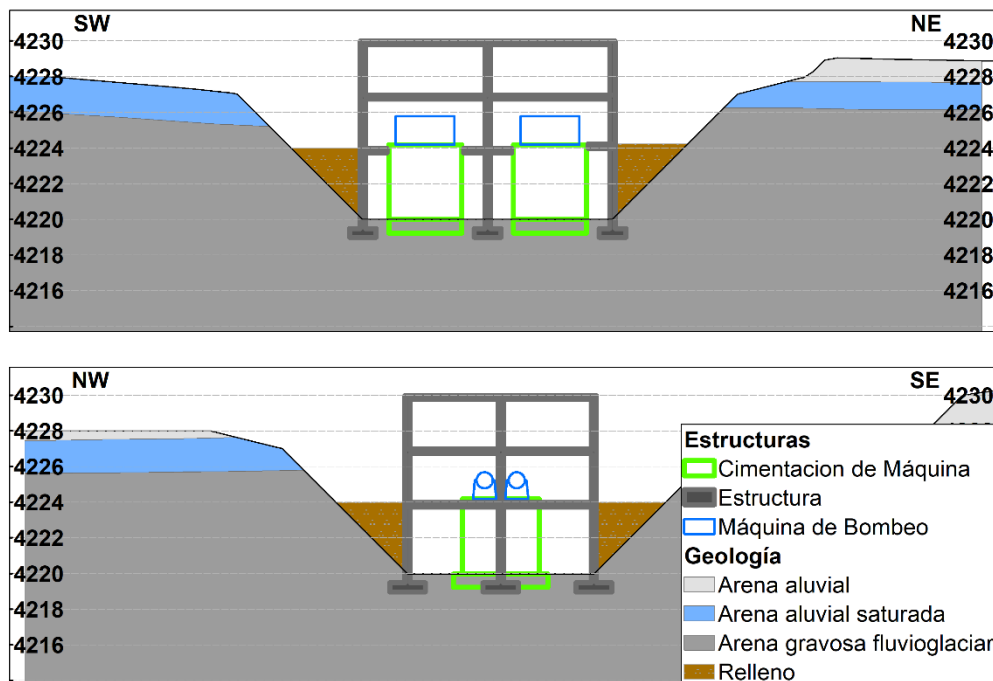 SW NE
4230 4230
4228 4228
4226 4226
4224 4224
4222 4222
4220 4220
4218 4218
4216 4216
NW SE
4230 4230
4228
4226
4224
4222
4220
4218
4216
Estructuras
Cimentacion de Máquina
Estructura
Máquina de Bombeo
Geología
Arena aluvial
Arena aluvial saturada
Arena gravosa fluvioglaciar
Relleno